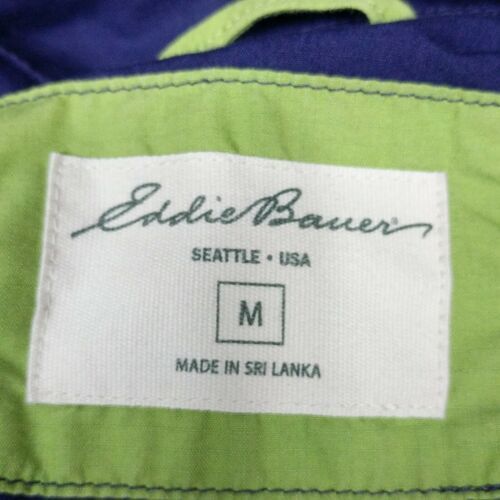 Eddie Bauer
SEATTLE • USA
M
MADE IN SRI LANKA